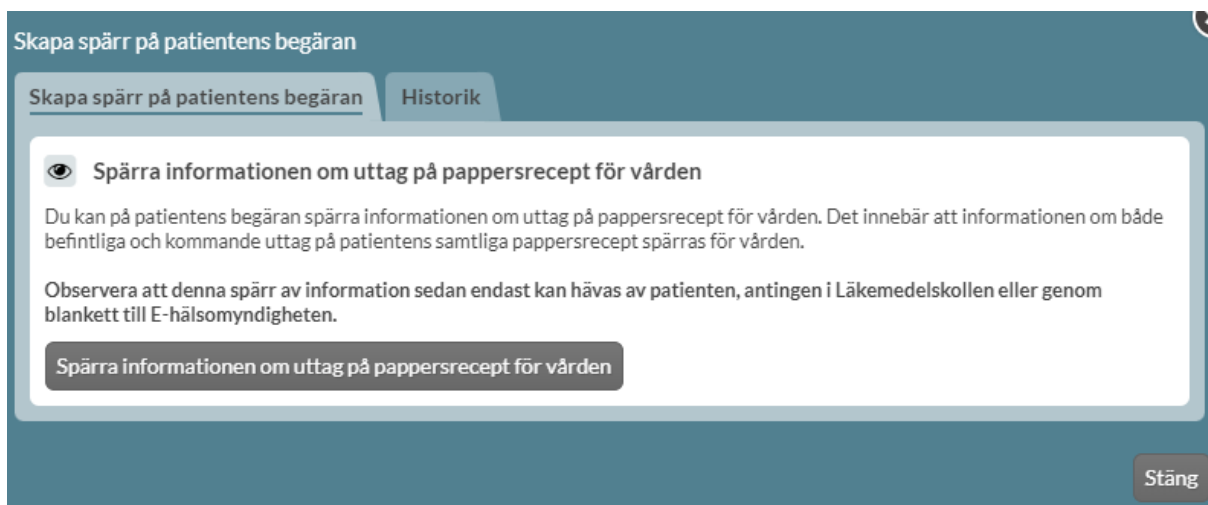 Skapa spärr på patientens begäran
Skapa spärr på patientens begäran Historik
Spärra informationen om uttag på pappersrecept för vården
Du kan på patientens begäran spärra informationen om uttag på pappersrecept för vården. Det innebär att informationen om både
befintliga och kommande uttag på patientens samtliga pappersrecept spärras för vården.
Observera att denna spärr av information sedan endast kan hävas av patienten, antingen i Läkemedelskollen eller genom
blankett till E-hälsomyndigheten.
Spärra informationen om uttag på pappersrecept för vården
Stäng